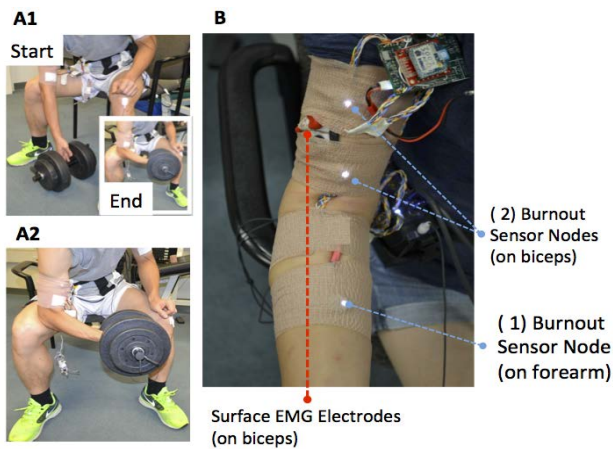 A1
Start
End
A2
B
( 2) Burnout
Sensor Nodes
(on biceps)
( 1) Burnout
Sensor Node
(on forearm)
Surface EMG Electrodes
(on biceps)